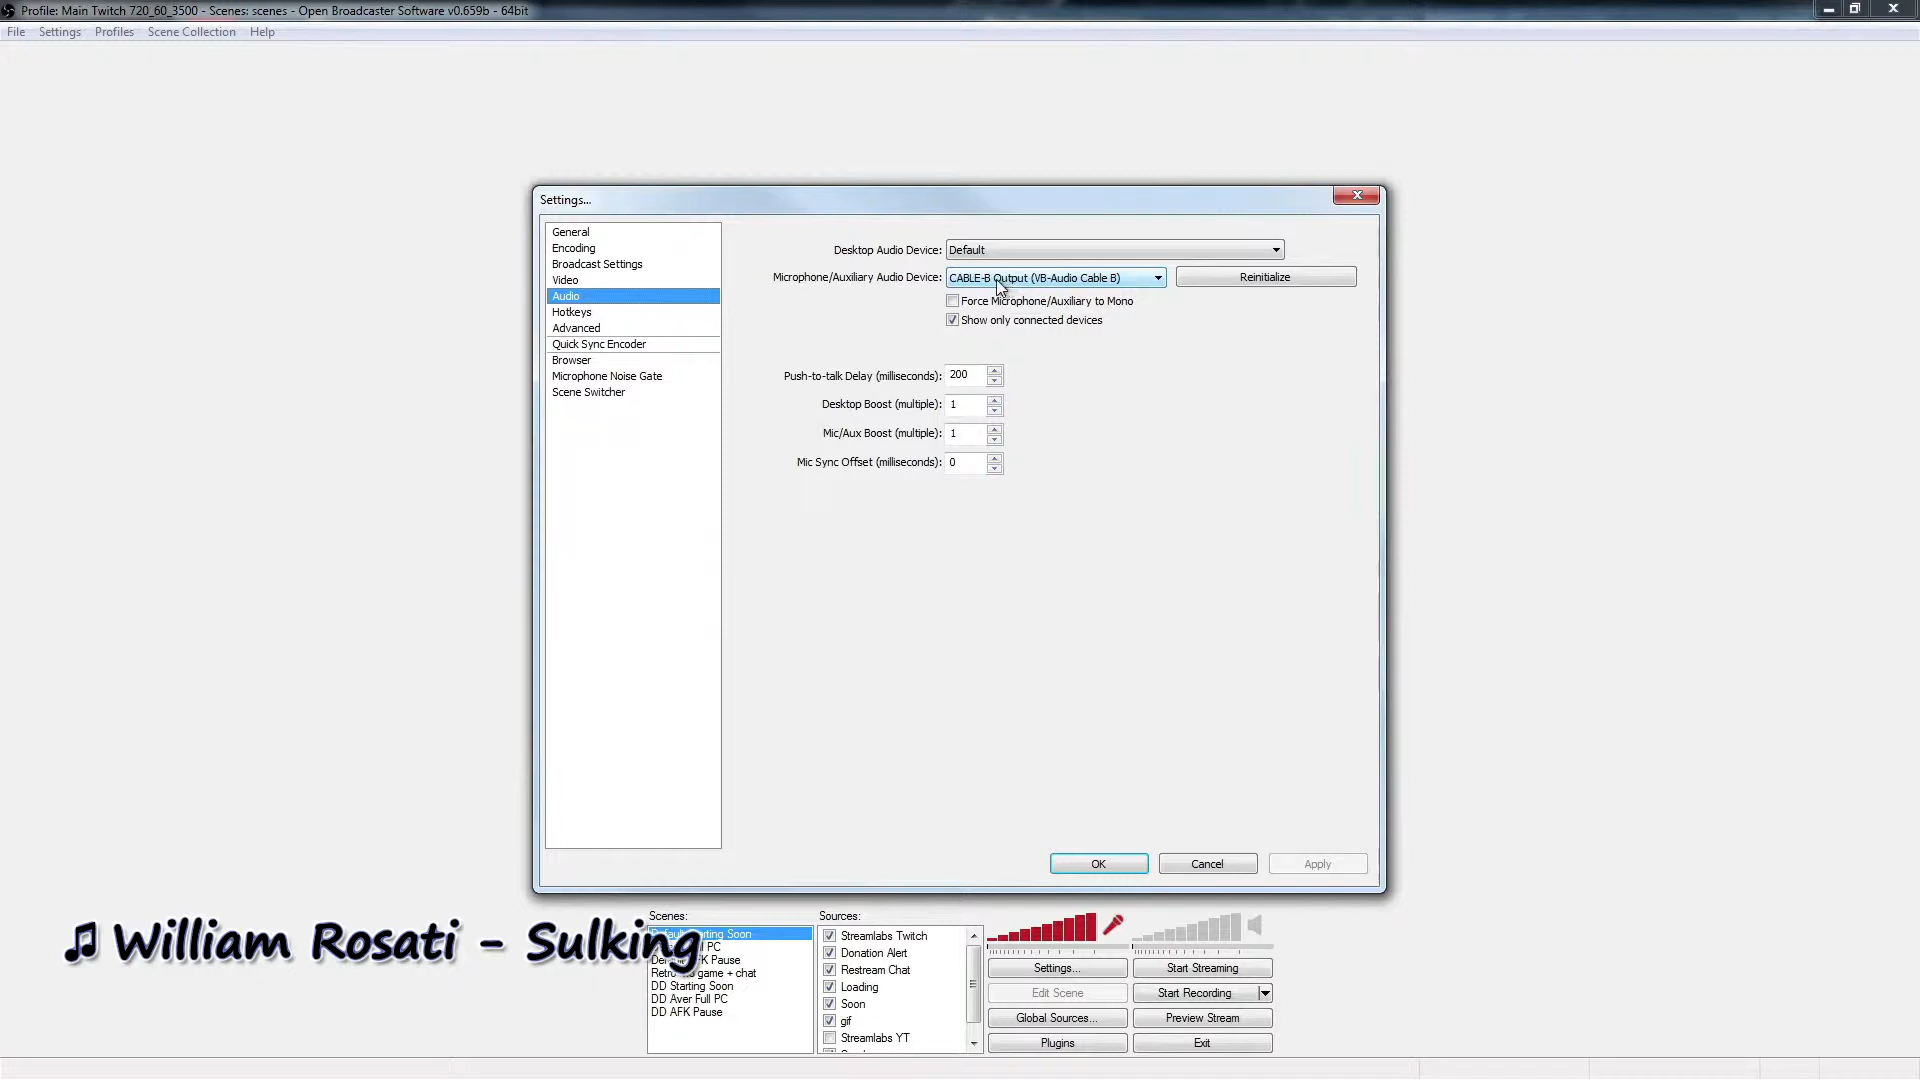 Profile: Main Twitch 720_60_3500 - Scenes: scenes - Open Broadcaster Software v0.659b - 64bit
File Settings Profiles Scene Collection Help
Settings...
General
Encoding
Broadcast Settings
Video
Audio
Hotkeys
Advanced
Quick Sync Encoder
Browser
Microphone Noise Gate
Scene Switcher
Desktop Audio Device: Default
Microphone/Auxiliary Audio Device: CABLE-B Output (VB-Audio Cable B) Reinitialize
Force Microphone/Auxiliary to Mono
Show only connected devices
Push-to-talk Delay (milliseconds): 200
Desktop Boost (multiple): 1
Mic/Aux Boost (multiple): 1
Mic Sync Offset (milliseconds): 0
OK Cancel Apply
♫ William Rosati - Sulking
Scenes:
Starting Soon
PC
AFK Pause
Retro game + chat
DD Starting Soon
DD Aver Full PC
DD AFK Pause
Sources:
Streamlabs Twitch
Donation Alert
Restream Chat
Loading
Soon
gif
Streamlabs YT
Settings... Start Streaming
Edit Scene Start Recording
Global Sources... Preview Stream
Plugins Exit